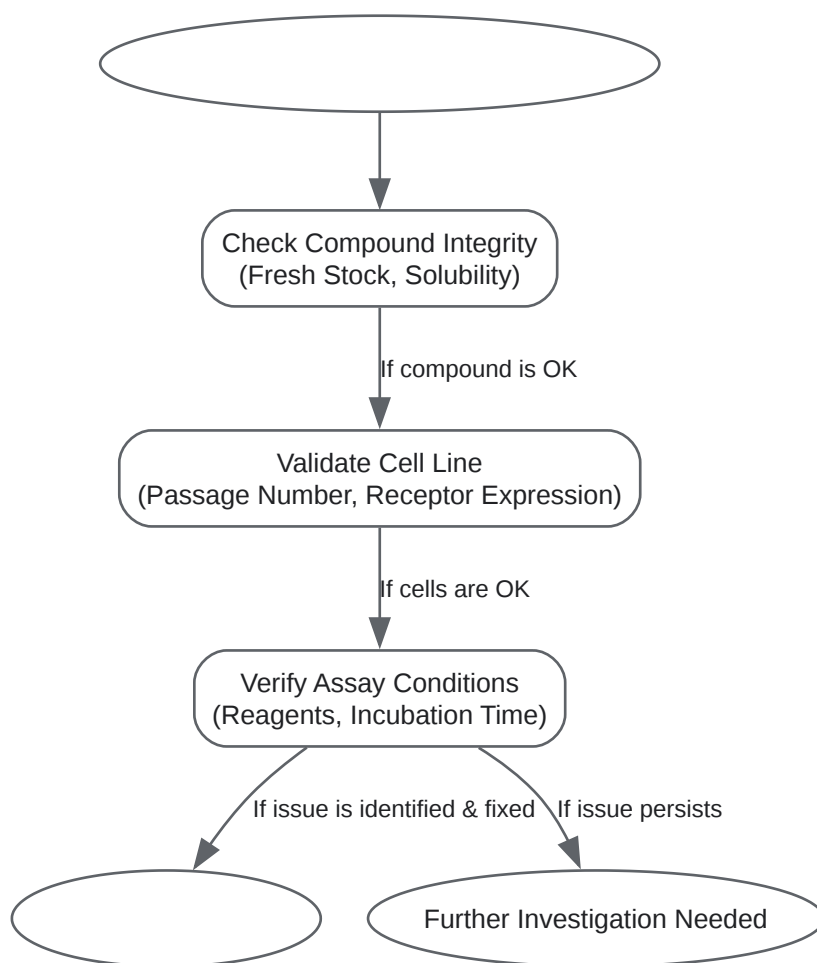 Check Compound Integrity
(Fresh Stock, Solubility)
If compound is OK
Validate Cell Line
(Passage Number, Receptor Expression)
If cells are OK
Verify Assay Conditions
(Reagents, Incubation Time)
If issue is identified & fixed
If issue persists
Further Investigation Needed